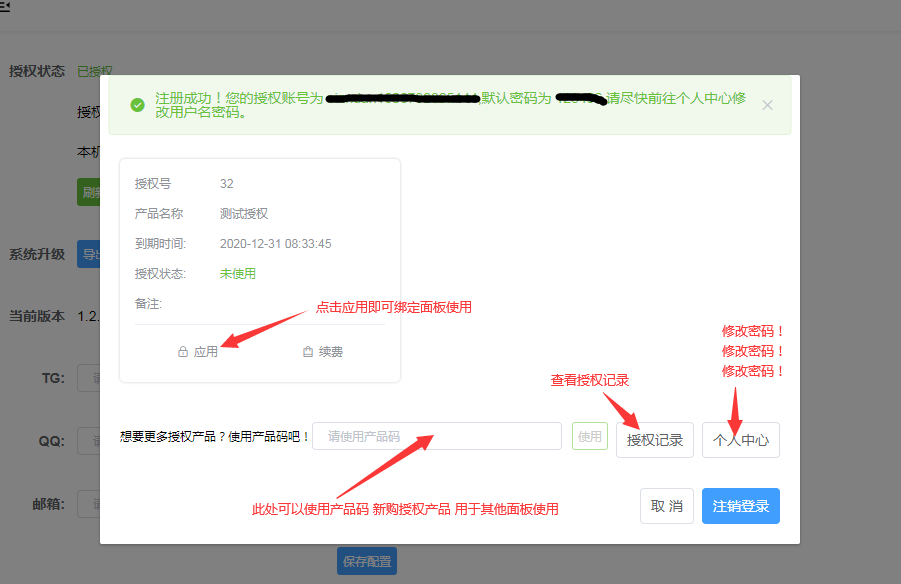 授权状态 已授权
注册成功！您的授权账号为 ,默认密码为 请尽快前往个人中心修
改用户名密码。
授权
本机
刷新
授权号 32
产品名称 测试授权
到期时间: 2020-12-31 08:33:45
授权状态: 未使用
备注:
点击应用即可绑定面板使用
应用 续费
系统升级 导出
当前版本 1.2.
修改密码！
修改密码！
修改密码！
TG: 请
查看授权记录
QQ: 请
想要更多授权产品？使用产品码吧！ 请使用产品码 使用 授权记录 个人中心
邮箱: 请
此处可以使用产品码 新购授权产品 用于其他面板使用
取 消 注销登录
保存配置